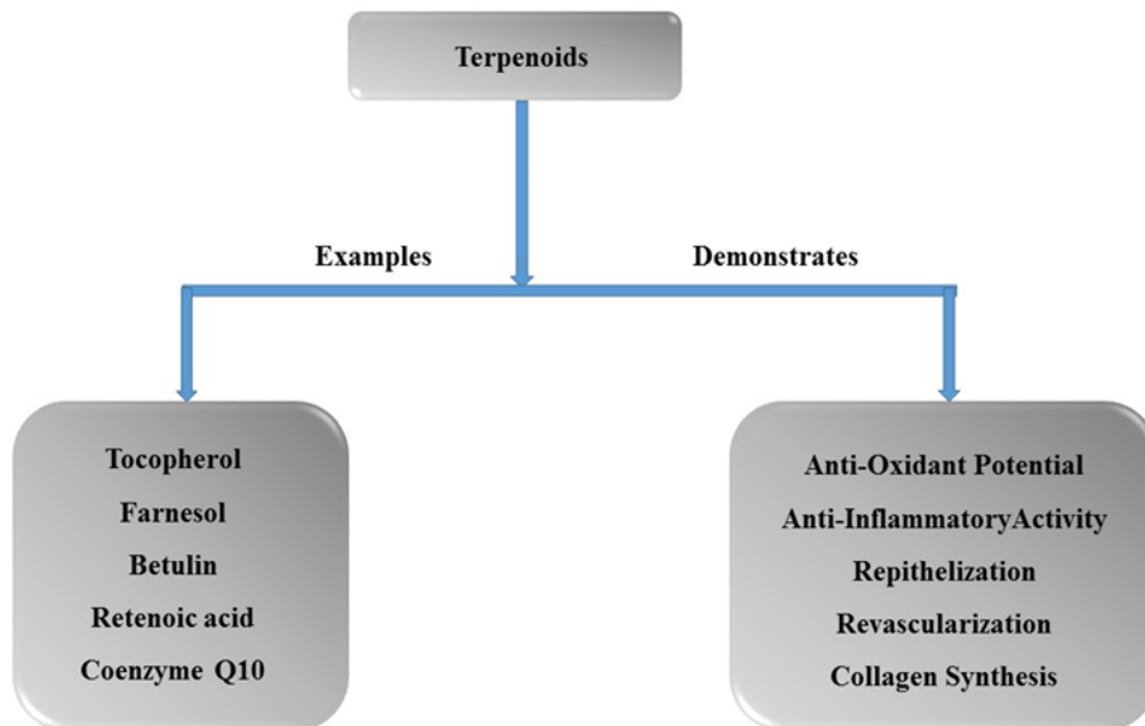 Terpenoids
Examples
Demonstrates
Tocopherol
Farnesol
Betulin
Retenoic acid
Coenzyme Q10
Anti-Oxidant Potential
Anti-InflammatoryActivity
Repithelization
Revascularization
Collagen Synthesis